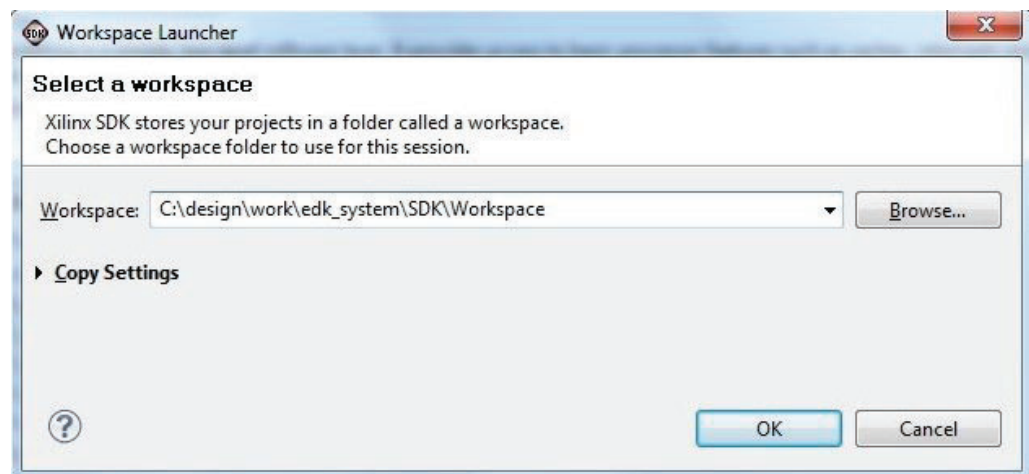 SDK Workspace Launcher
Select a workspace
Xilinx SDK stores your projects in a folder called a workspace.
Choose a workspace folder to use for this session.
Workspace: C:\design\work\edk_system\SDK\Workspace Browse...
Copy Settings
? OK Cancel